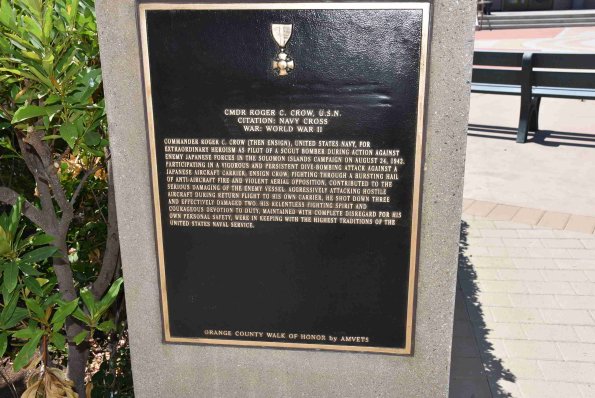 CMDR ROGER C. CROW, U.S.N.
CITATION: NAVY CROSS
WAR: WORLD WAR II
COMMANDER ROGER C. CROW (THEN ENSIGN), UNITED STATES NAVY, FOR
EXTRAORDINARY HEROISM AS PILOT OF A SCOUT BOMBER DURING ACTION AGAINST
ENEMY JAPANESE FORCES IN THE SOLOMON ISLANDS CAMPAIGN ON AUGUST 24, 1942.
PARTICIPATING IN A VIGOROUS AND PERSISTENT DIVE-BOMBING ATTACK AGAINST A
JAPANESE AIRCRAFT CARRIER, ENSIGN CROW, FIGHTING THROUGH A BURSTING HAIL
OF ANTI-AIRCRAFT FIRE AND VIOLENT AERIAL OPPOSITION, CONTRIBUTED TO THE
SERIOUS DAMAGING OF THE ENEMY VESSEL. AGGRESSIVELY ATTACKING HOSTILE
AIRCRAFT DURING RETURN FLIGHT TO HIS OWN CARRIER, HE SHOT DOWN THREE
AND EFFECTIVELY DAMAGED TWO. HIS RELENTLESS FIGHTING SPIRIT AND
COURAGEOUS DEVOTION TO DUTY, MAINTAINED WITH COMPLETE DISREGARD FOR HIS
OWN PERSONAL SAFETY, WERE IN KEEPING WITH THE HIGHEST TRADITIONS OF THE
UNITED STATES NAVAL SERVICE.
ORANGE COUNTY WALK OF HONOR by AMVETS